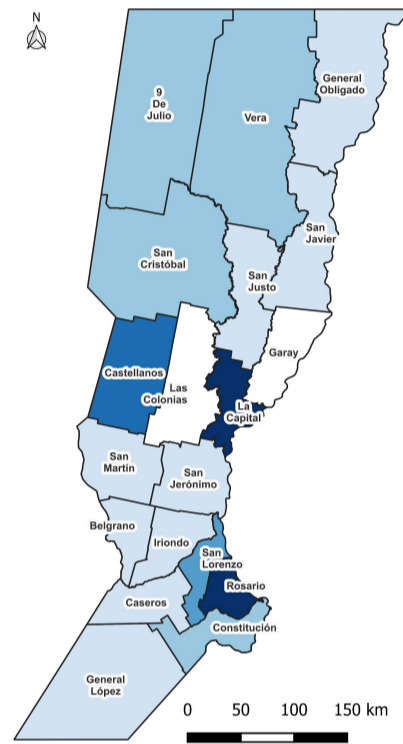 N
General
Obligado
9
De
Julio
Vera
San
Javier
San
Cristóbal
San
Justo
Garay
Castellanos
Las
Colonias
La
Capital
San
Martín
San
Jerónimo
Belgrano
Iriondo
San
Lorenzo
Rosario
Caseros
Constitución
General
López
0 50 100 150 km